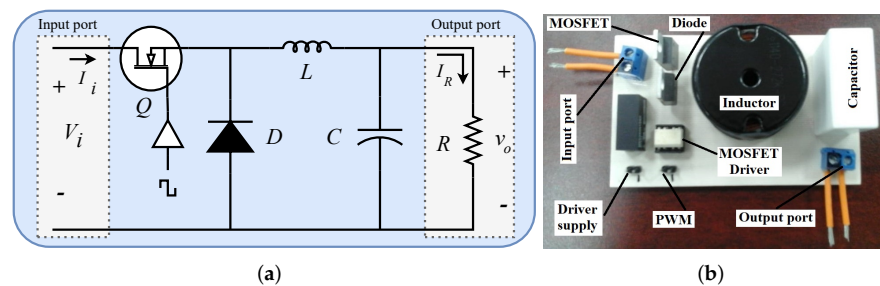 Input port
Output port
+
I i
Q
V i
-
D
L
C
I R
R
+
v o
-
(a)
MOSFET
Diode
Input port
Inductor
Capacitor
MOSFET
Driver
Driver
supply
PWM
Output port
(b)